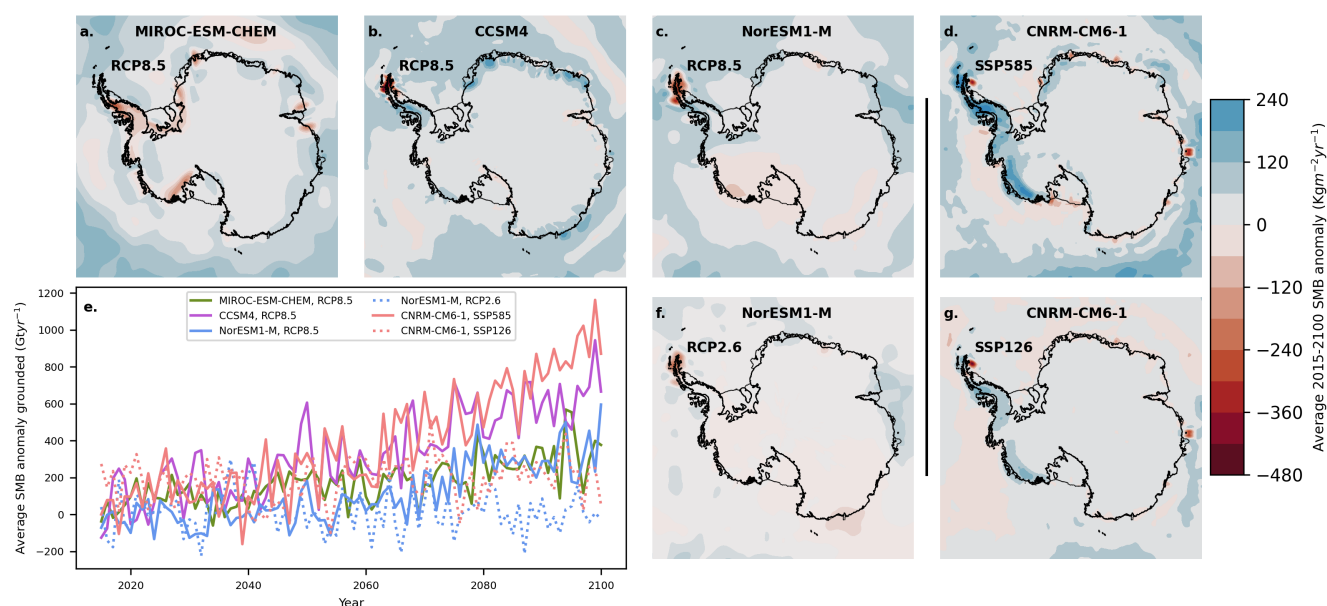 a. MIROC-ESM-CHEM
RCP8.5
b. CCSM4
RCP8.5
c. NorESM1-M
RCP8.5
d. CNRM-CM6-1
SSP585
e.
MIROC-ESM-CHEM, RCP8.5
CCSM4, RCP8.5
NorESM1-M, RCP8.5
NorESM1-M, RCP2.6
CNRM-CM6-1, SSP585
CNRM-CM6-1, SSP126
Average SMB anomaly grounded (Gtyr⁻¹)
1200
1000
800
600
400
200
0
−200
2020
2040
2060
2080
2100
Year
f. NorESM1-M
RCP2.6
g. CNRM-CM6-1
SSP126
240
120
0
−120
−240
−360
−480
Average 2015-2100 SMB anomaly (Kgm⁻²yr⁻¹)